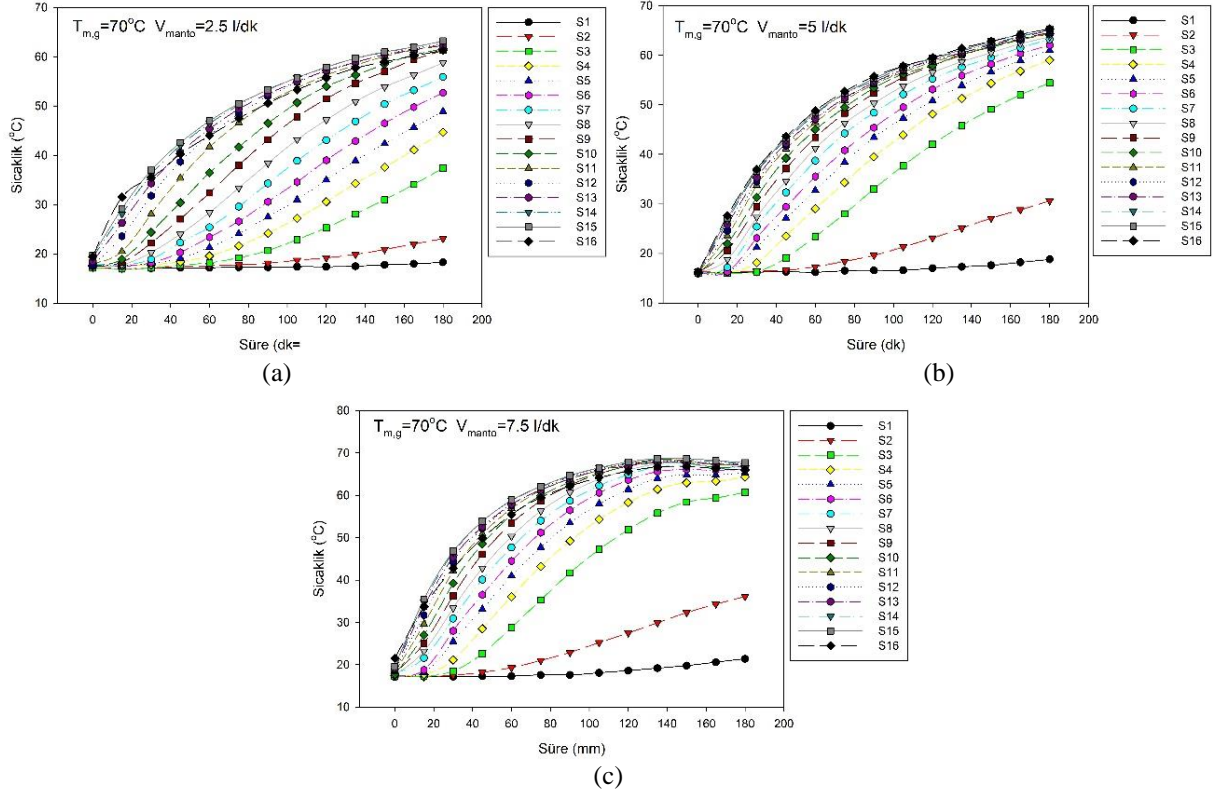 T_m,g=70°C V_manto=2.5 l/dk
Sicaklik (°C)
70
60
50
40
30
20
10
0 20 40 60 80 100 120 140 160 180 200
Süre (dk=
S1
S2
S3
S4
S5
S6
S7
S8
S9
S10
S11
S12
S13
S14
S15
S16
(a)
T_m,g=70°C V_manto=5 l/dk
Sicaklik (°C)
70
60
50
40
30
20
10
0 20 40 60 80 100 120 140 160 180 200
Süre (dk)
S1
S2
S3
S4
S5
S6
S7
S8
S9
S10
S11
S12
S13
S14
S15
S16
(b)
T_m,g=70°C V_manto=7.5 l/dk
Sicaklik (°C)
80
70
60
50
40
30
20
10
0 20 40 60 80 100 120 140 160 180 200
Süre (mm)
S1
S2
S3
S4
S5
S6
S7
S8
S9
S10
S11
S12
S13
S14
S15
S16
(c)